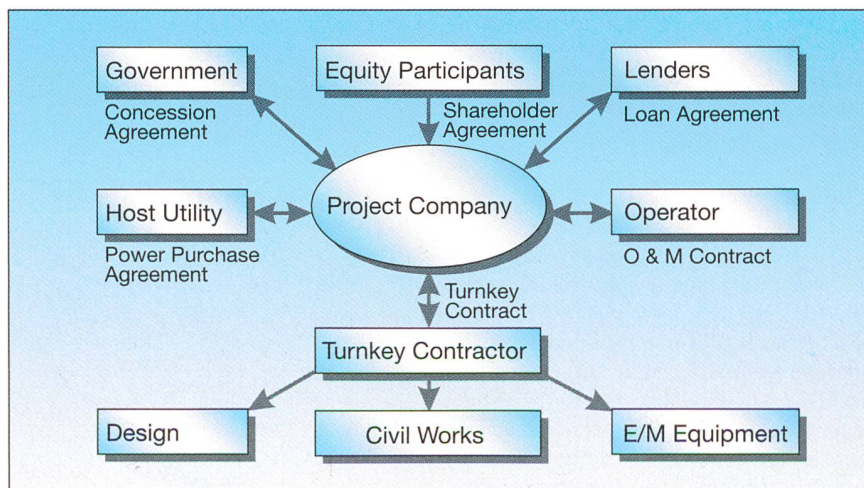 Government
Equity Participants
Lenders
Concession
Agreement
Shareholder
Agreement
Loan Agreement
Host Utility
Project Company
Operator
Power Purchase
Agreement
O & M Contract
Turnkey
Contract
Turnkey Contractor
Design
Civil Works
E/M Equipment